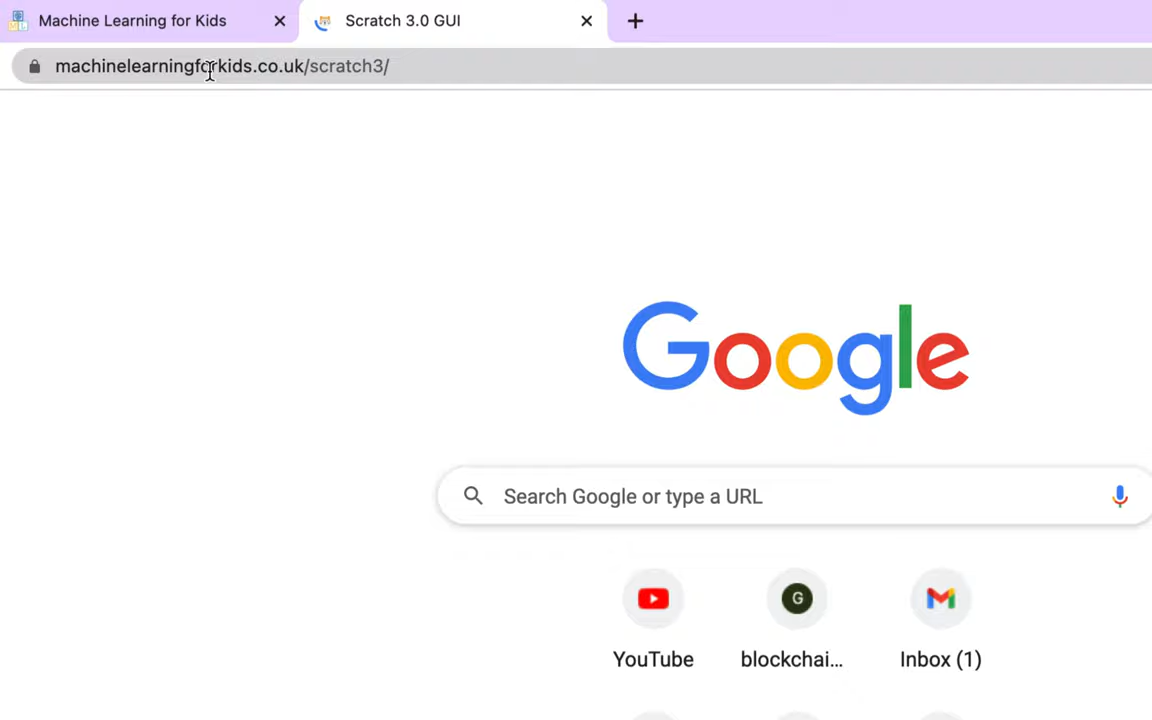 Machine Learning for Kids
Scratch 3.0 GUI
machinelearningforkids.co.uk/scratch3/
Google
Search Google or type a URL
G
YouTube
blockchai...
Inbox (1)